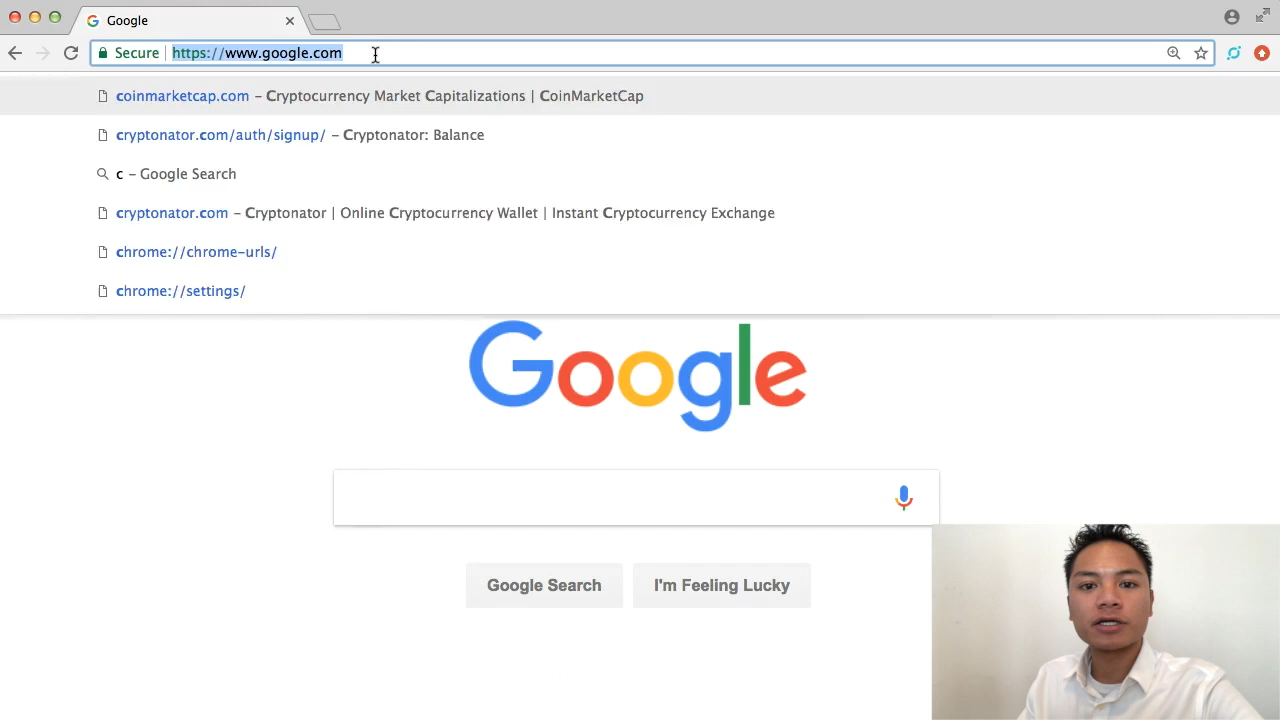 Google
Secure | https://www.google.com
coinmarketcap.com – Cryptocurrency Market Capitalizations | CoinMarketCap
cryptonator.com/auth/signup/ – Cryptonator: Balance
c – Google Search
cryptonator.com – Cryptonator | Online Cryptocurrency Wallet | Instant Cryptocurrency Exchange
chrome://chrome-urls/
chrome://settings/
Google
Google Search
I'm Feeling Lucky